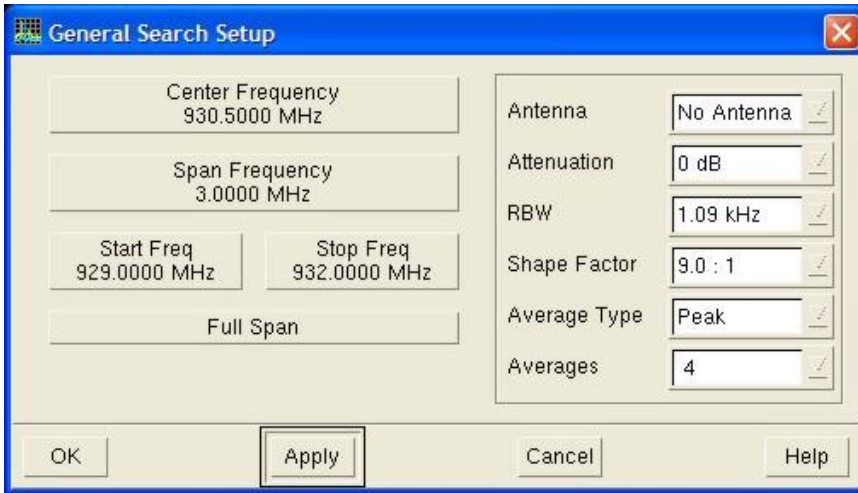 General Search Setup
Center Frequency
930.5000 MHz
Span Frequency
3.0000 MHz
Start Freq
929.0000 MHz
Stop Freq
932.0000 MHz
Full Span
Antenna
No Antenna
Attenuation
0 dB
RBW
1.09 kHz
Shape Factor
9.0 : 1
Average Type
Peak
Averages
4
OK
Apply
Cancel
Help